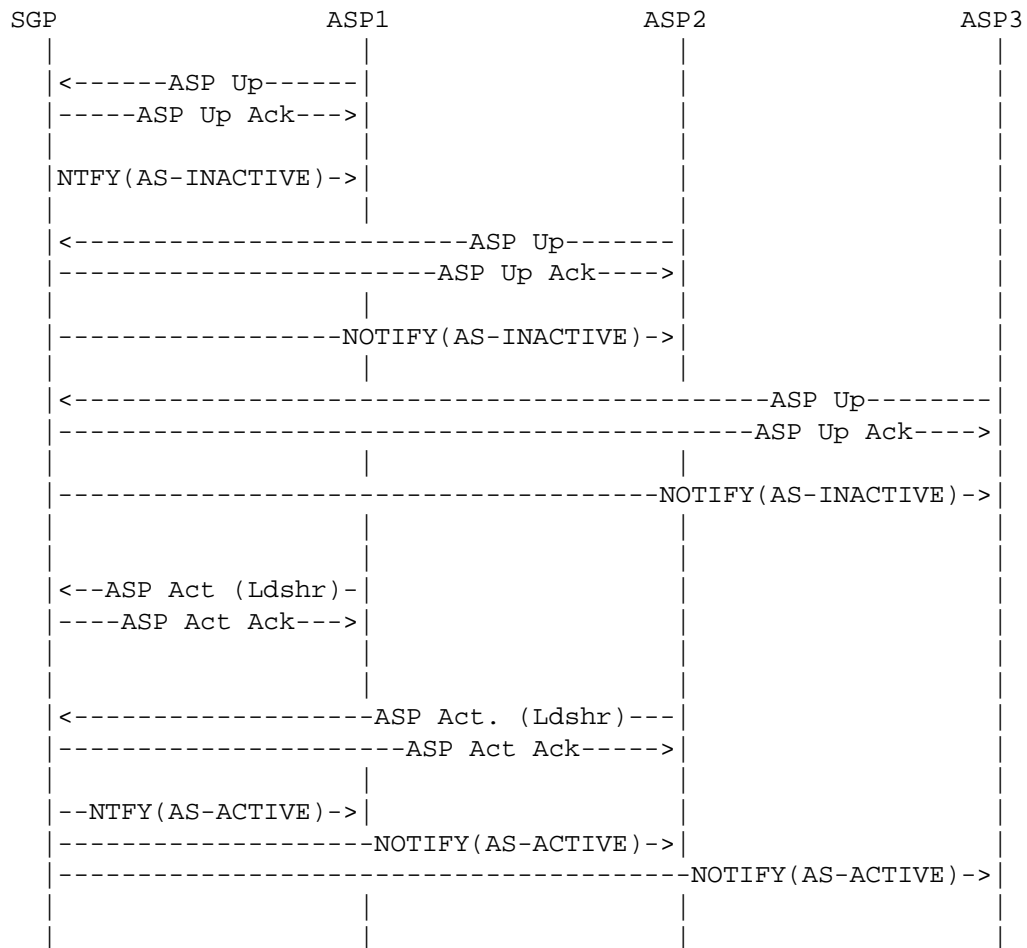 SGP ASP1 ASP2 ASP3
| | | |
|<------ASP Up------| | |
|-----ASP Up Ack--->| | |
| | | |
|NTFY(AS-INACTIVE)->| | |
| | | |
|<-------------------------ASP Up-------| |
|------------------------ASP Up Ack---->| |
| | | |
|------------------NOTIFY(AS-INACTIVE)->| |
| | | |
|<--------------------------------------------ASP Up--------|
|--------------------------------------------ASP Up Ack---->|
| | | |
|--------------------------------------NOTIFY(AS-INACTIVE)->|
| | | |
| | | |
|<--ASP Act (Ldshr)-| | |
|----ASP Act Ack--->| | |
| | | |
| | | |
|<-------------------ASP Act. (Ldshr)---| |
|----------------------ASP Act Ack----->| |
| | | |
|--NTFY(AS-ACTIVE)->| | |
|--------------------NOTIFY(AS-ACTIVE)->| |
|----------------------------------------NOTIFY(AS-ACTIVE)->|
| | | |
| | | |